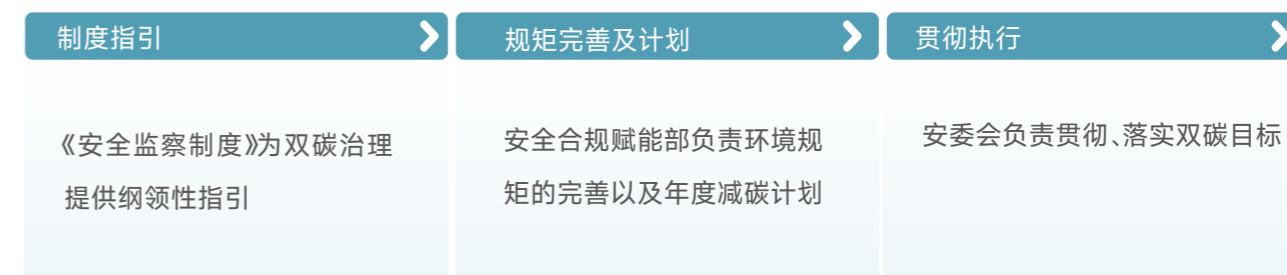 制度指引
《安全监察制度》为双碳治理
提供纲领性指引
规矩完善及计划
安全合规赋能部负责环境规
矩的完善以及年度减碳计划
贯彻执行
安委会负责贯彻、落实双碳目标